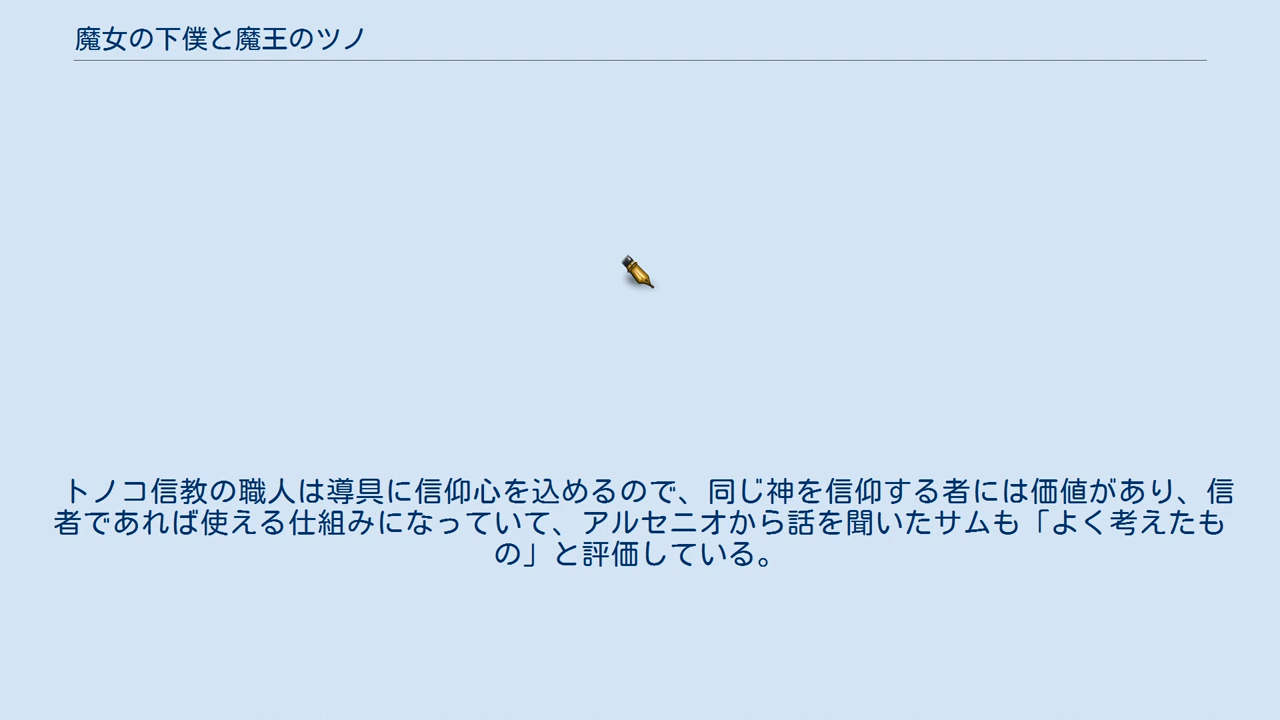 魔女の下僕と魔王のツノ
トノコ信教の職人は導具に信仰心を込めるので、同じ神を信仰する者には価値があり、信
者であれば使える仕組みになっていて、アルセニオから話を聞いたサムも「よく考えたも
の」と評価している。